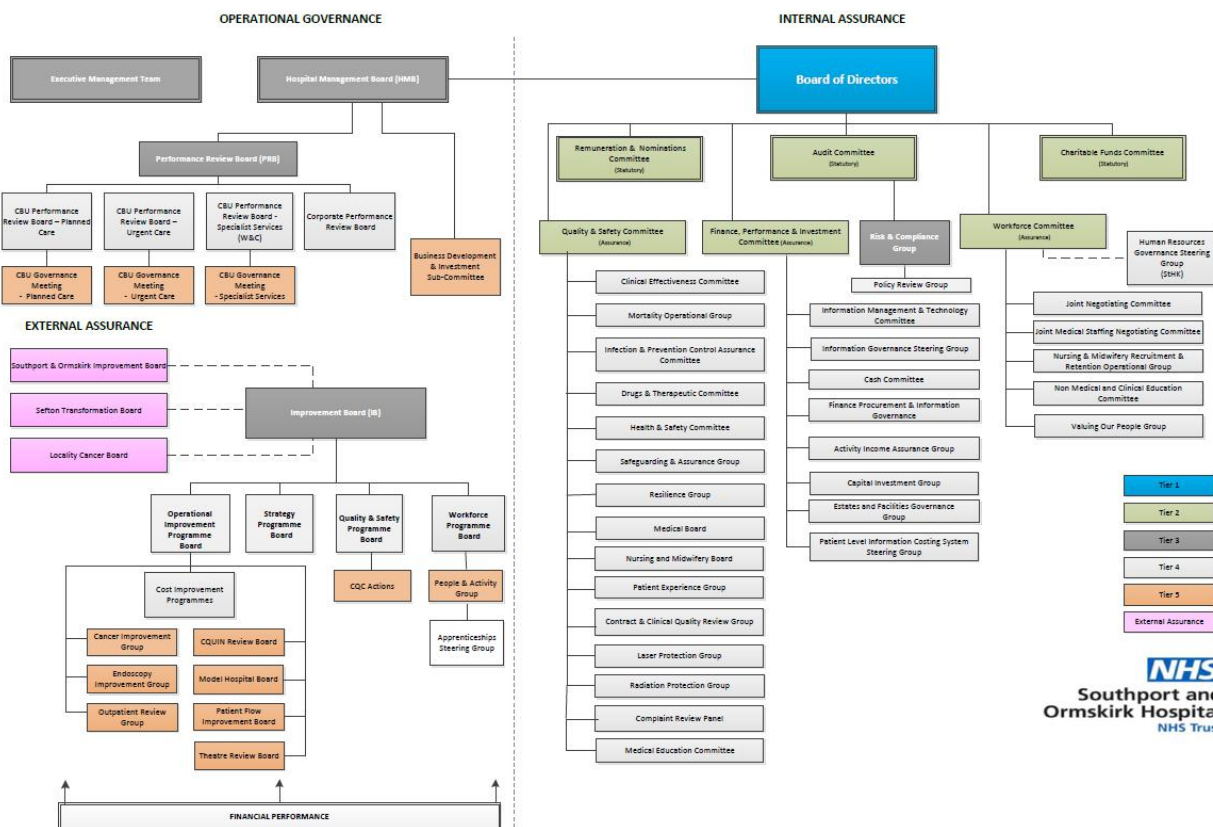 OPERATIONAL GOVERNANCE
INTERNAL ASSURANCE
Executive Management Team
Hospital Management Board (HMB)
Board of Directors
Performance Review Board (PRB)
CBU Performance
Review Board – Planned
Care
CBU Performance
Review Board –
Urgent Care
CBU Performance
Review Board -
Specialist Services
(W&C)
Corporate Performance
Review Board
CBU Governance
Meeting
- Planned Care
CBU Governance
Meeting
- Urgent Care
CBU Governance
Meeting
- Specialist Services
Business Development
& Investment
Sub-Committee
Remuneration & Nominations
Committee
(Statutory)
Audit Committee
(Statutory)
Charitable Funds Committee
(Statutory)
Quality & Safety Committee
(Assurance)
Finance, Performance & Investment
Committee (Assurance)
Risk & Compliance
Group
Policy Review Group
Workforce Committee
(Assurance)
Human Resources
Governance Steering
Group
(StHK)
Clinical Effectiveness Committee
Mortality Operational Group
Infection & Prevention Control Assurance
Committee
Drugs & Therapeutic Committee
Health & Safety Committee
Safeguarding & Assurance Group
Resilience Group
Medical Board
Nursing and Midwifery Board
Patient Experience Group
Contract & Clinical Quality Review Group
Laser Protection Group
Radiation Protection Group
Complaint Review Panel
Medical Education Committee
Information Management & Technology
Committee
Information Governance Steering Group
Cash Committee
Finance Procurement & Information
Governance
Activity Income Assurance Group
Capital Investment Group
Estates and Facilities Governance
Group
Patient Level Information Costing System
Steering Group
Joint Negotiating Committee
Joint Medical Staffing Negotiating Committee
Nursing & Midwifery Recruitment &
Retention Operational Group
Non Medical and Clinical Education
Committee
Valuing Our People Group
EXTERNAL ASSURANCE
Southport & Ormskirk Improvement Board
Sefton Transformation Board
Locality Cancer Board
Improvement Board (IB)
Operational
Improvement
Programme
Board
Strategy
Programme
Board
Quality & Safety
Programme
Board
Workforce
Programme
Board
Cost Improvement
Programmes
CQC Actions
People & Activity
Group
Apprenticeships
Steering Group
Cancer Improvement
Group
Endoscopy
Improvement Group
Outpatient Review
Group
CQUIN Review Board
Model Hospital Board
Patient Flow
Improvement Board
Theatre Review Board
FINANCIAL PERFORMANCE
Tier 1
Tier 2
Tier 3
Tier 4
Tier 5
External Assurance
NHS
Southport an
Ormskirk Hospita
NHS Trus